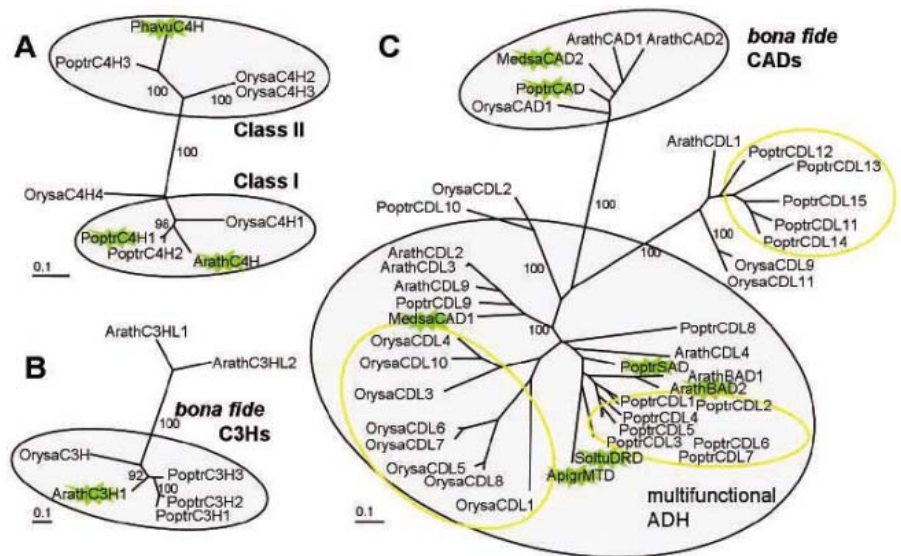 A
PhavuC4H
PoptrC4H3
OrysaC4H2
OrysaC4H3
100
100
Class II
100
Class I
OrysaC4H4
OrysaC4H1
96
PoptrC4H1
PoptrC4H2
ArathC4H
0.1
B
ArathC3HL1
ArathC3HL2
bona fide
C3Hs
100
OrysaC3H
92
PoptrC3H3
100
ArathC3H1
PoptrC3H2
PoptrC3H1
0.1
C
ArathCAD1
ArathCAD2
bona fide
CADs
MedsaCAD2
PoptrCAD
OrysaCAD1
ArathCDL1
PoptrCDL12
PoptrCDL13
PoptrCDL15
PoptrCDL11
PoptrCDL14
100
OrysaCDL9
OrysaCDL11
100
100
OrysaCDL2
PoptrCDL10
100
ArathCDL2
ArathCDL3
ArathCDL9
PoptrCDL9
MedsaCAD1
100
OrysaCDL4
OrysaCDL10
OrysaCDL3
OrysaCDL6
OrysaCDL7
OrysaCDL5
OrysaCDL8
OrysaCDL1
PoptrCDL8
ArathCDL4
PoptrSAD
ArathBAD1
ArathBAD2
PoptrCDL1
PoptrCDL2
PoptrCDL4
PoptrCDL5
PoptrCDL3
PoptrCDL6
PoptrCDL7
SoltuDRD
ApigrMTD
multifunctional
ADH
0.1